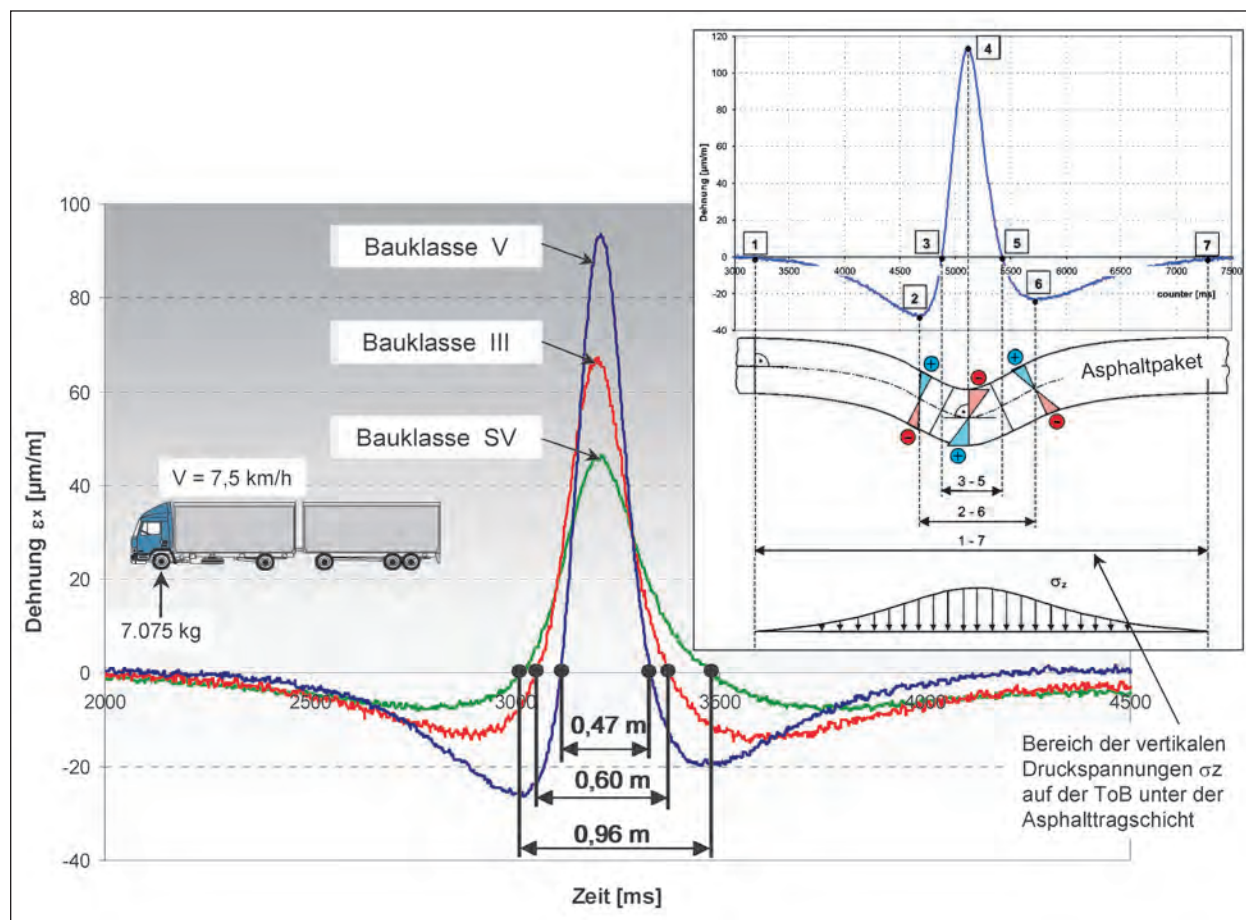 Dehnung εx [µm/m]
100
80
60
40
20
0
-20
-40
2000
2500
3000
3500
4000
4500
Zeit [ms]
Bauklasse V
Bauklasse III
Bauklasse SV
V = 7,5 km/h
7.075 kg
0,47 m
0,60 m
0,96 m
Dehnung [µm/m]
120
100
80
60
40
20
0
-20
-40
3000
3500
4000
4500
5000
5500
6000
6500
7000
7500
counter [ms]
1
2
3
4
5
6
7
+
-
+
-
+
-
Asphaltpaket
3 - 5
2 - 6
1 - 7
σz
Bereich der vertikalen
Druckspannungen σz
auf der ToB unter der
Asphalttragschicht